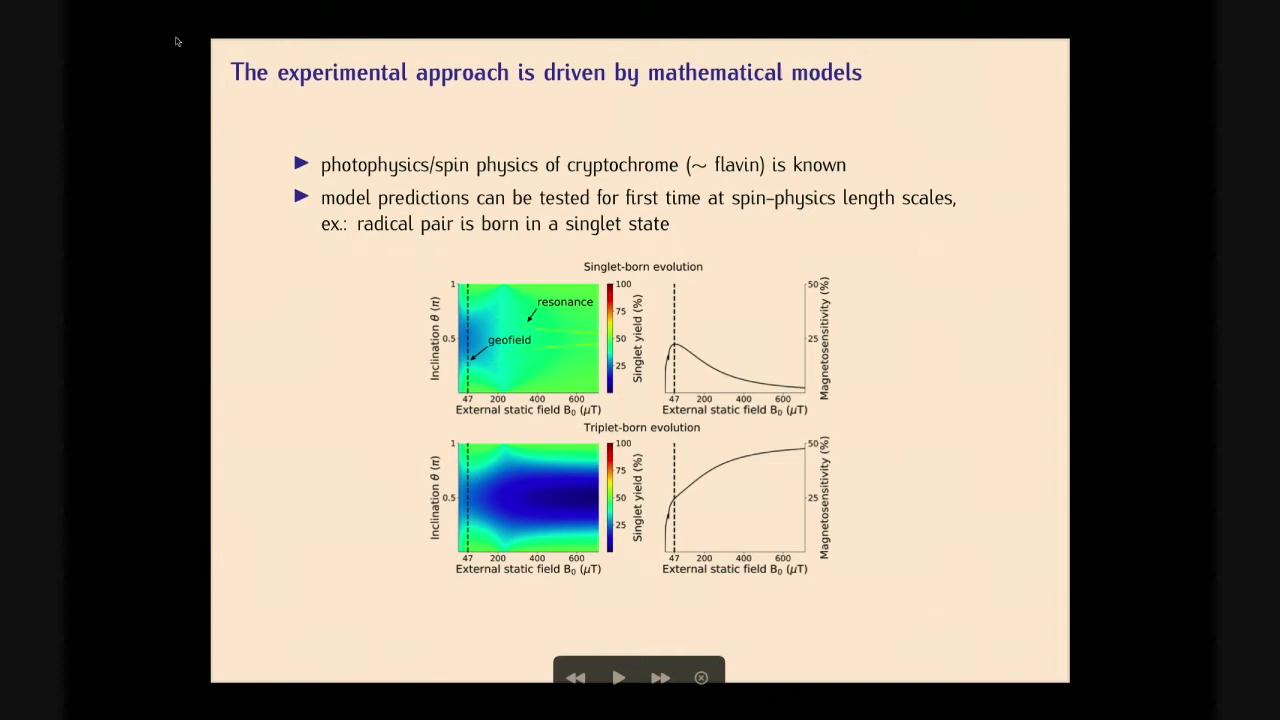 The experimental approach is driven by mathematical models
▶ photophysics/spin physics of cryptochrome (~ flavin) is known
▶ model predictions can be tested for first time at spin-physics length scales,
ex.: radical pair is born in a singlet state
Singlet-born evolution
1
0.5
Inclination θ (π)
resonance
geofield
47 200 400 600
External static field B₀ (μT)
100
75
50
25
Singlet yield (%)
50
25
Magnetosensitivity (%)
47 200 400 600
External static field B₀ (μT)
Triplet-born evolution
1
0.5
Inclination θ (π)
47 200 400 600
External static field B₀ (μT)
100
75
50
25
Singlet yield (%)
50
25
Magnetosensitivity (%)
47 200 400 600
External static field B₀ (μT)